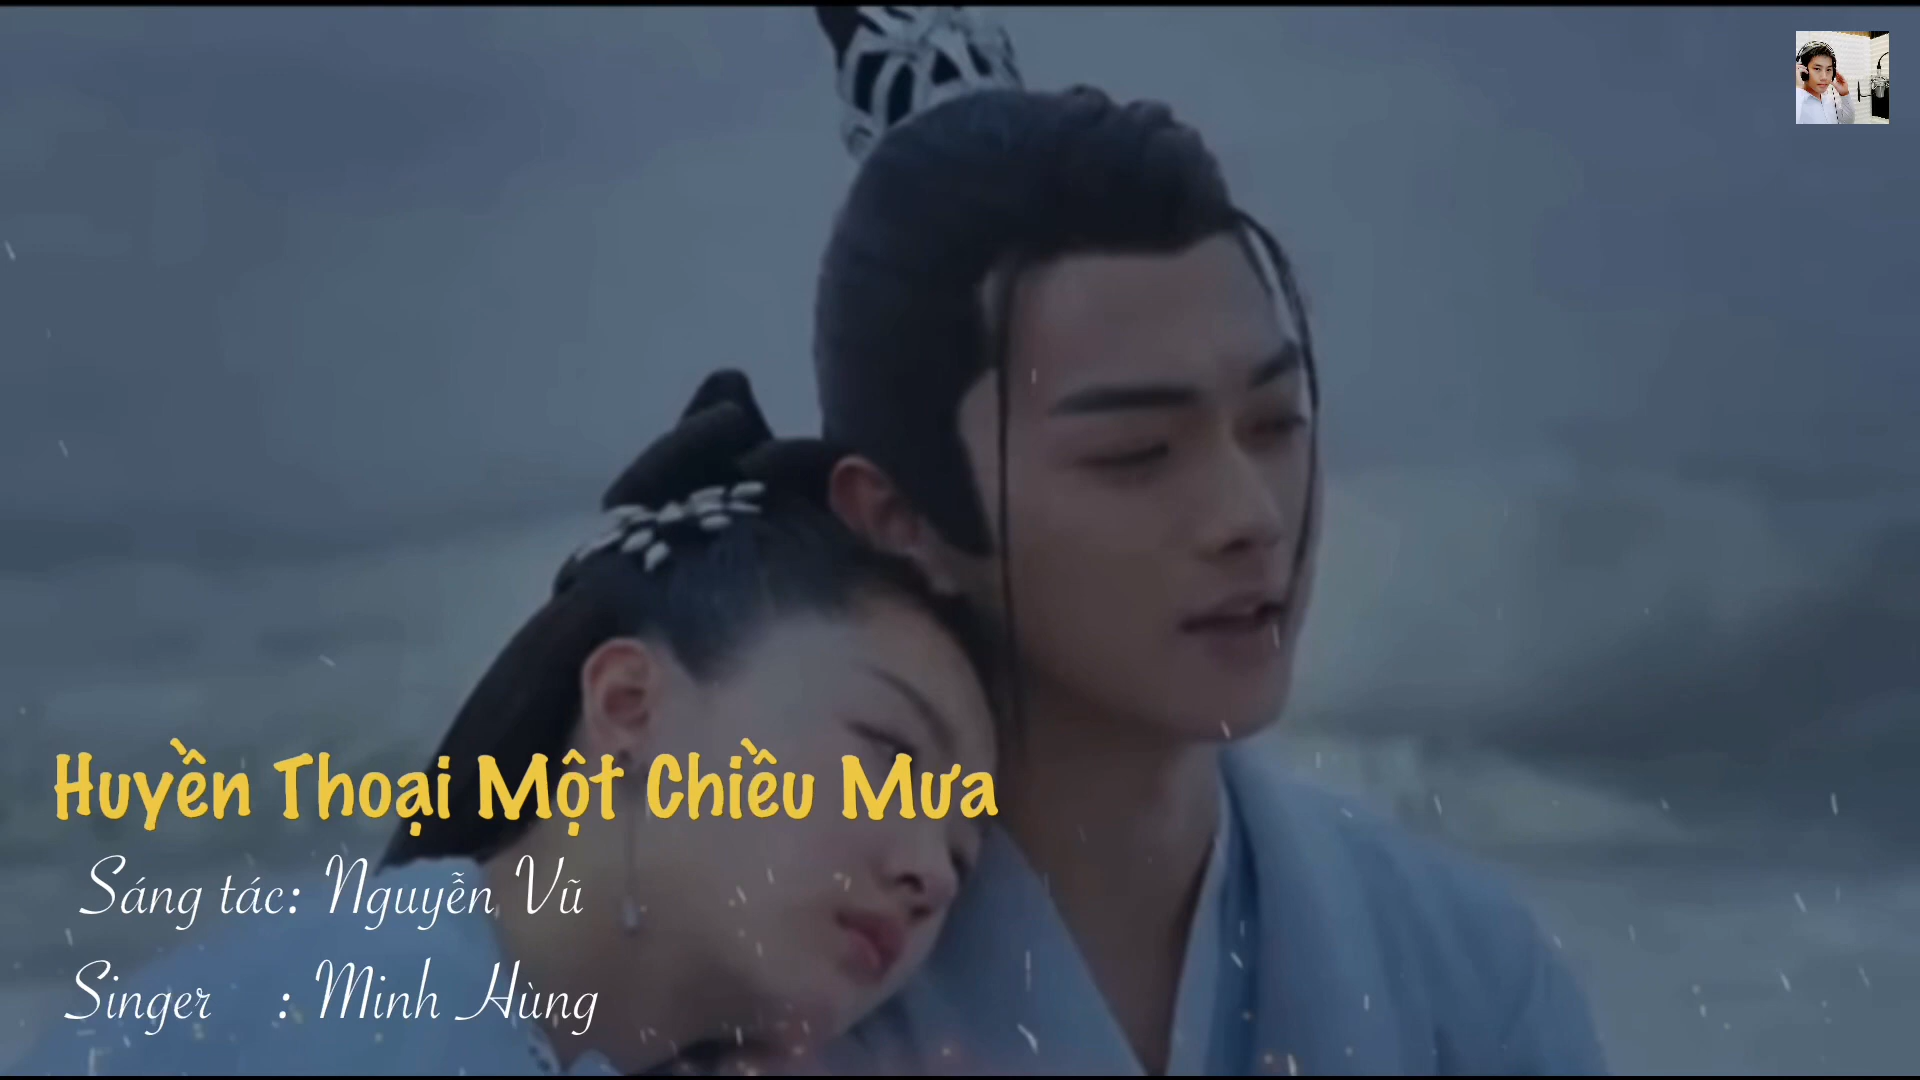 Huyền Thoại Một Chiều Mưa
Sáng tác: Nguyễn Vũ
Singer : Minh Hùng